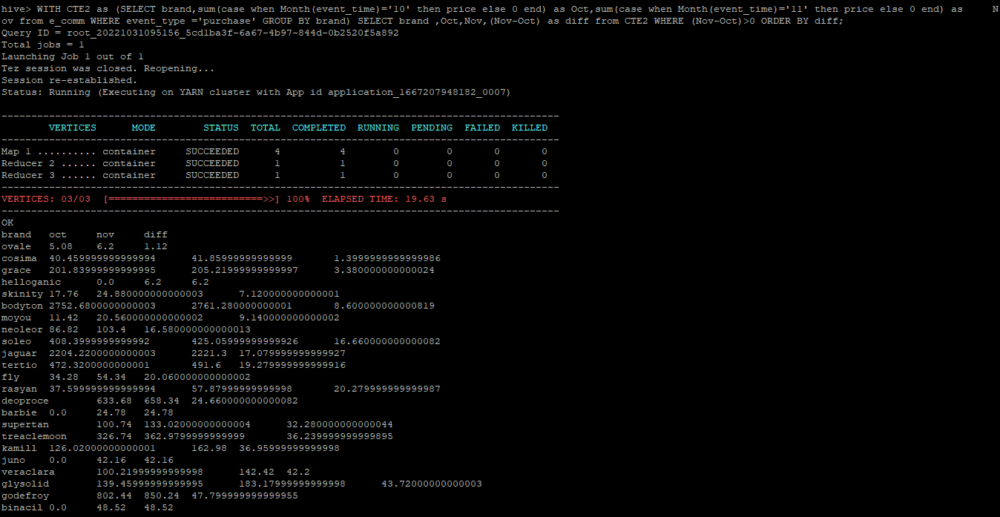 hive> WITH CTE2 as (SELECT brand,sum(case when Month(event_time)='10' then price else 0 end) as Oct,sum(case when Month(event_time)='11' then price else 0 end) as     N
ov from e_comm WHERE event_type ='purchase' GROUP BY brand) SELECT brand ,Oct,Nov,(Nov-Oct) as diff from CTE2 WHERE (Nov-Oct)>0 ORDER BY diff;
Query ID = root_20221031095156_5cd1ba3f-6a67-4b97-844d-0b2520f5a892
Total jobs = 1
Launching Job 1 out of 1
Tez session was closed. Reopening...
Session re-established.
Status: Running (Executing on YARN cluster with App id application_1667207948182_0007)
----------------------------------------------------------------------------------------------
        VERTICES      MODE        STATUS  TOTAL  COMPLETED  RUNNING  PENDING  FAILED  KILLED
----------------------------------------------------------------------------------------------
Map 1 .......... container     SUCCEEDED      4          4        0        0       0       0
Reducer 2 ...... container     SUCCEEDED      1          1        0        0       0       0
Reducer 3 ...... container     SUCCEEDED      1          1        0        0       0       0
----------------------------------------------------------------------------------------------
VERTICES: 03/03  [==========================>>] 100%  ELAPSED TIME: 19.63 s
----------------------------------------------------------------------------------------------
OK
brand   oct     nov     diff
ovale   5.08    6.2     1.12
cosima  40.459999999999994      41.85999999999999       1.3999999999999986
grace   201.83999999999995      205.21999999999997      3.380000000000024
helloganic      0.0     6.2     6.2
skinity 17.76   24.880000000000003      7.120000000000001
bodyton 2752.6800000000003      2761.280000000001       8.600000000000819
moyou   11.42   20.560000000000002      9.140000000000002
neoleor 86.82   103.4   16.580000000000013
soleo   408.3999999999992       425.05999999999926      16.660000000000082
jaguar  2204.2200000000003      2221.3  17.079999999999927
tertio  472.3200000000001       491.6   19.279999999999916
fly     34.28   54.34   20.060000000000002
rasyan  37.599999999999994      57.87999999999998       20.279999999999987
deoproce        633.68  658.34  24.660000000000082
barbie  0.0     24.78   24.78
supertan        100.74  133.02000000000004      32.280000000000044
treaclemoon     326.74  362.9799999999999       36.239999999999895
kamill  126.02000000000001      162.98  36.95999999999998
juno    0.0     42.16   42.16
veraclara       100.21999999999998      142.42  42.2
glysolid        139.45999999999995      183.17999999999998      43.72000000000003
godefroy        802.44  850.24  47.799999999999955
binacil 0.0     48.52   48.52